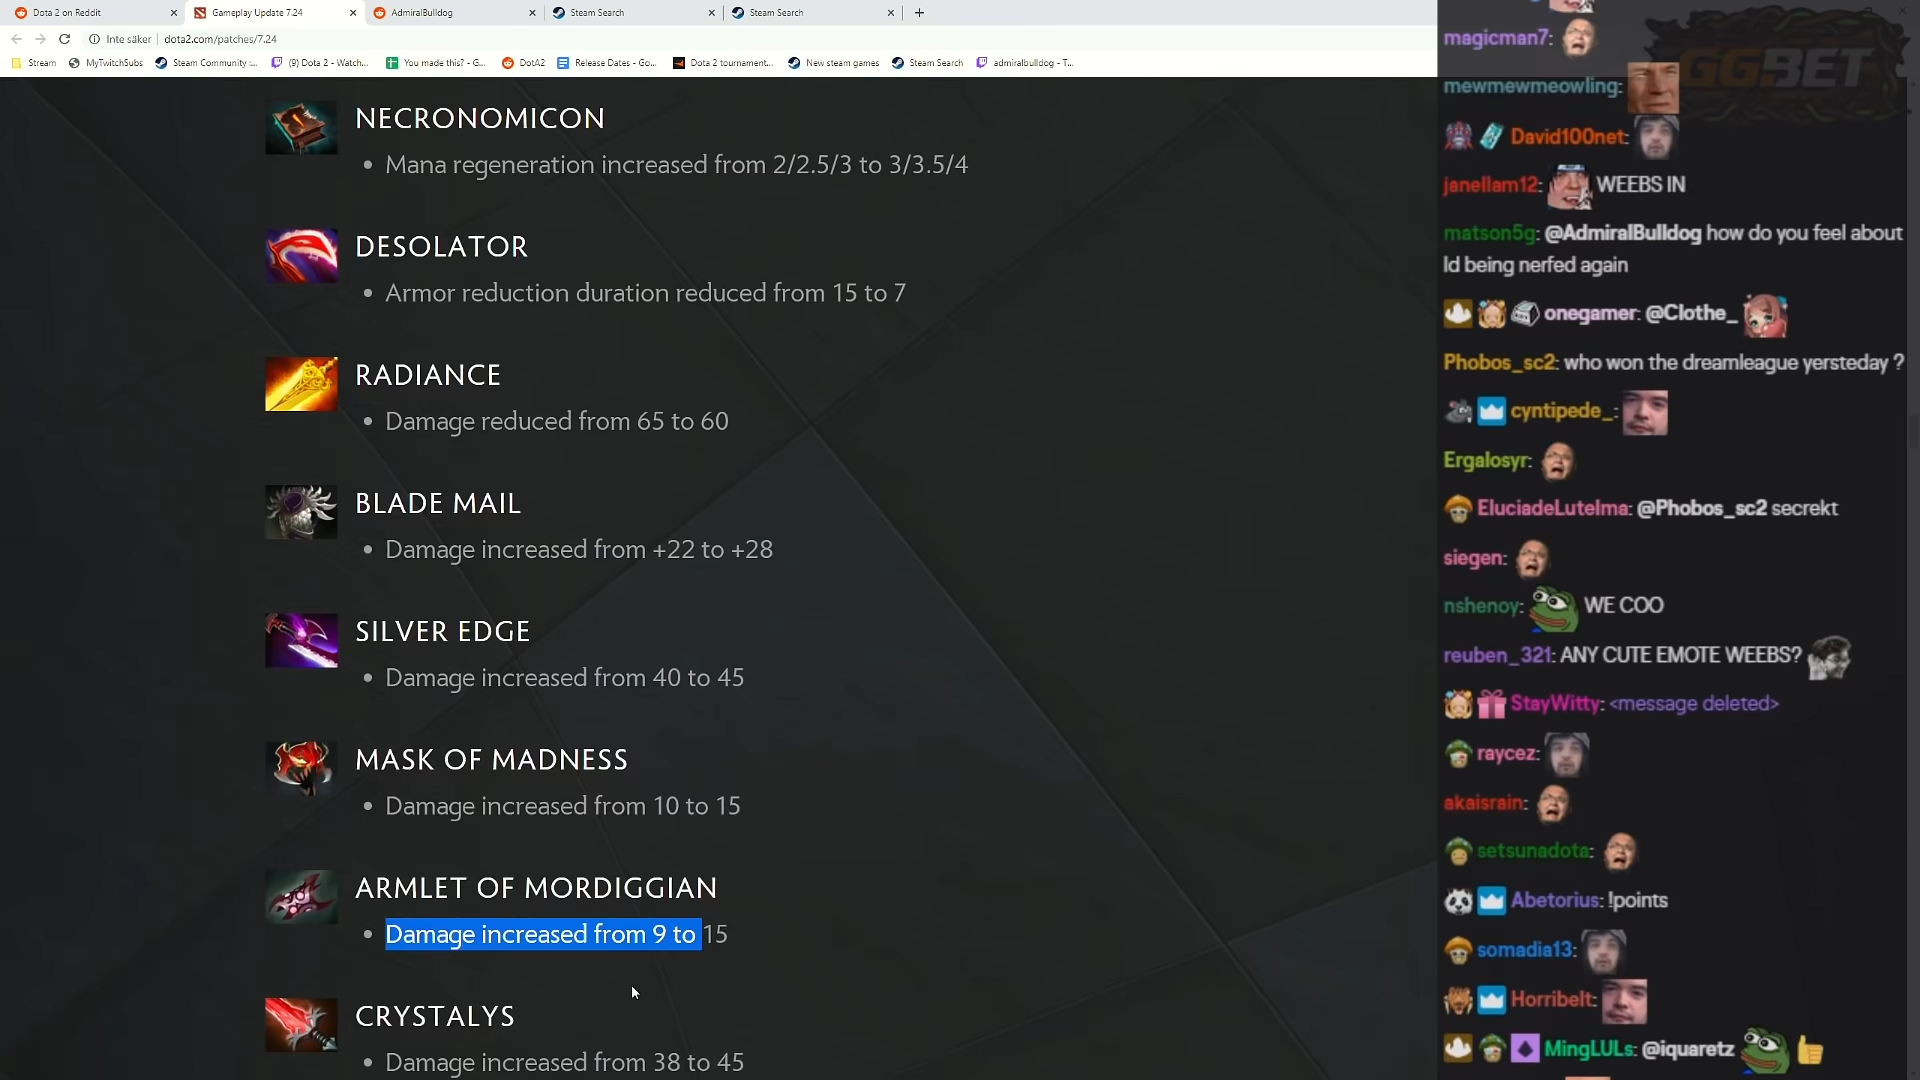 Dota 2 on Reddit
Gameplay Update 7.24
AdmiralBulldog
Steam Search
Steam Search
Inte säker
dota2.com/patches/7.24
Stream
MyTwitchSubs
Steam Community :...
(9) Dota 2 - Watch...
You made this? - G...
DotA2
Release Dates - Go...
Dota 2 tournament...
New steam games
Steam Search
admiralbulldog - T...
NECRONOMICON
• Mana regeneration increased from 2/2.5/3 to 3/3.5/4
DESOLATOR
• Armor reduction duration reduced from 15 to 7
RADIANCE
• Damage reduced from 65 to 60
BLADE MAIL
• Damage increased from +22 to +28
SILVER EDGE
• Damage increased from 40 to 45
MASK OF MADNESS
• Damage increased from 10 to 15
ARMLET OF MORDIGGIAN
• Damage increased from 9 to 15
CRYSTALYS
• Damage increased from 38 to 45
GG.BET
magicman7:
mewmewmeowling:
David100net:
janellam12: WEEBS IN
matson5g: @AdmiralBulldog how do you feel about
ld being nerfed again
onegamer: @Clothe_
Phobos_sc2: who won the dreamleague yersteday ?
cyntipede_:
Ergalosyr:
EluciadeLutelma: @Phobos_sc2 secrekt
siegen:
nshenoy: WE COO
reuben_321: ANY CUTE EMOTE WEEBS?
StayWitty: <message deleted>
raycez:
akaisrain:
setsunadota:
Abetorius: !points
somadia13:
Horribelt:
MingLULs: @iquaretz